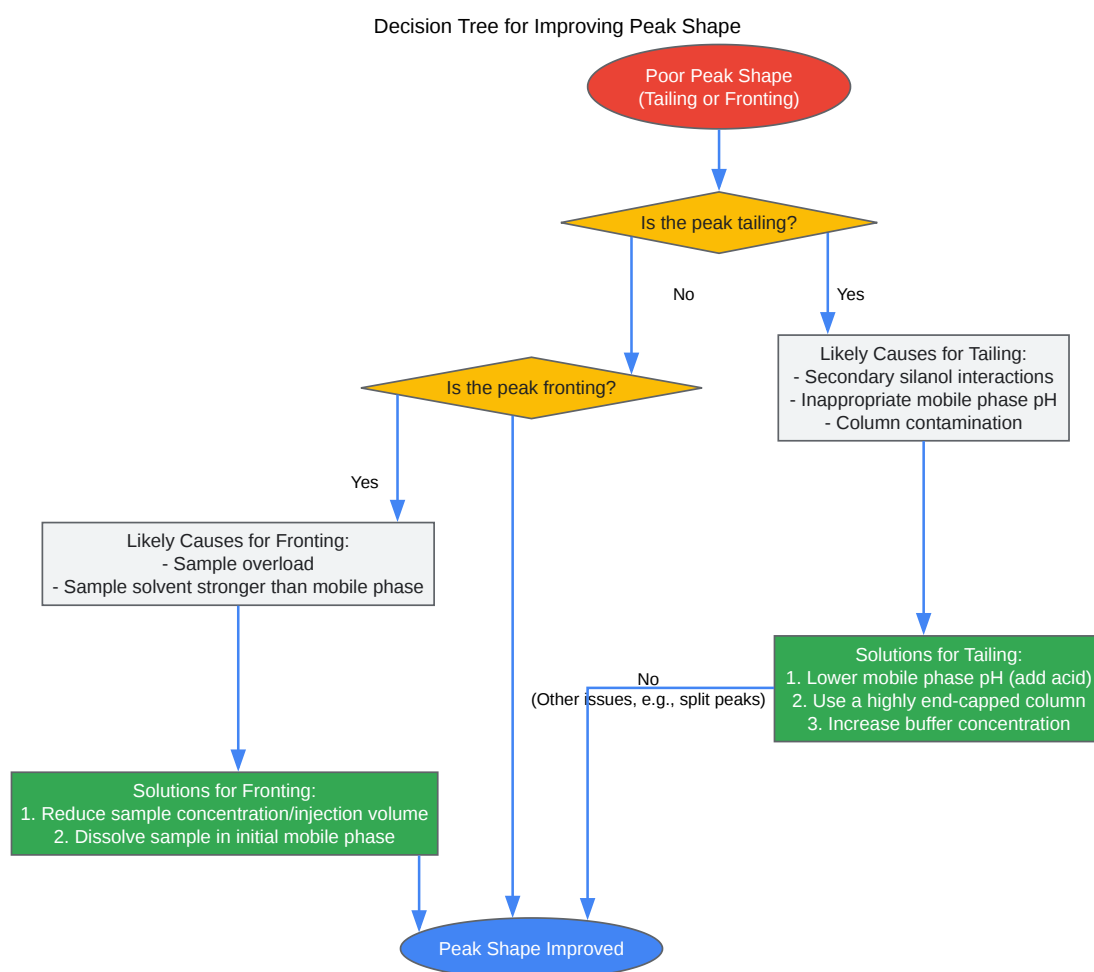 Decision Tree for Improving Peak Shape
Poor Peak Shape
(Tailing or Fronting)
Is the peak tailing?
No
Yes
Likely Causes for Tailing:
- Secondary silanol interactions
- Inappropriate mobile phase pH
- Column contamination
Is the peak fronting?
Yes
Likely Causes for Fronting:
- Sample overload
- Sample solvent stronger than mobile phase
Solutions for Tailing:
1. Lower mobile phase pH (add acid)
2. Use a highly end-capped column
3. Increase buffer concentration
No
(Other issues, e.g., split peaks)
Solutions for Fronting:
1. Reduce sample concentration/injection volume
2. Dissolve sample in initial mobile phase
Peak Shape Improved